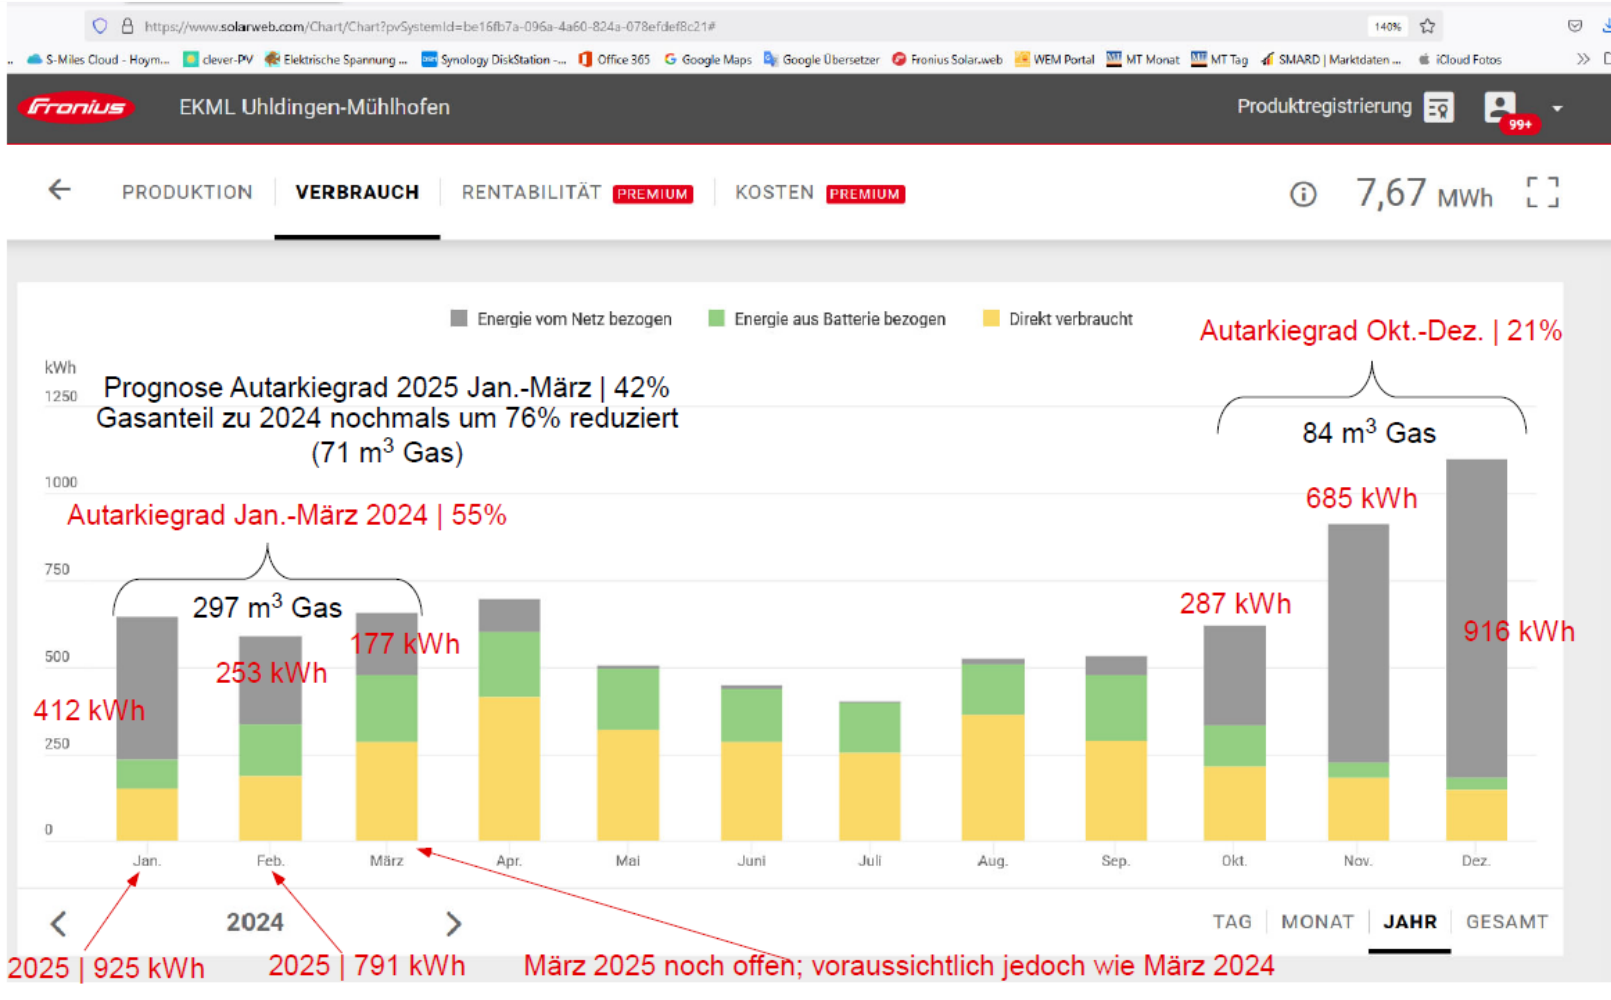 https://www.solarweb.com/Chart/Chart?pvSystemId=be16fb7a-096a-4a60-824a-078efdef8c21#
140%
S-Miles Cloud - Hoym...
clever-PV
Elektrische Spannung ...
Synology DiskStation -...
Office 365
Google Maps
Google Übersetzer
Fronius Solar.web
WEM Portal
MT Monat
MT Tag
SMARD | Marktdaten ...
iCloud Fotos
Fronius
EKML Uhldingen-Mühlhofen
Produktregistrierung
99+
PRODUKTION
VERBRAUCH
RENTABILITÄT PREMIUM
KOSTEN PREMIUM
7,67 MWh
Energie vom Netz bezogen
Energie aus Batterie bezogen
Direkt verbraucht
Autarkiegrad Okt.-Dez. | 21%
kWh
Prognose Autarkiegrad 2025 Jan.-März | 42%
1250
Gasanteil zu 2024 nochmals um 76% reduziert
(71 m³ Gas)
84 m³ Gas
1000
685 kWh
Autarkiegrad Jan.-März 2024 | 55%
750
297 m³ Gas
287 kWh
177 kWh
916 kWh
500
253 kWh
412 kWh
250
0
Jan.
Feb.
März
Apr.
Mai
Juni
Juli
Aug.
Sep.
Okt.
Nov.
Dez.
2024
TAG
MONAT
JAHR
GESAMT
2025 | 925 kWh
2025 | 791 kWh
März 2025 noch offen; voraussichtlich jedoch wie März 2024